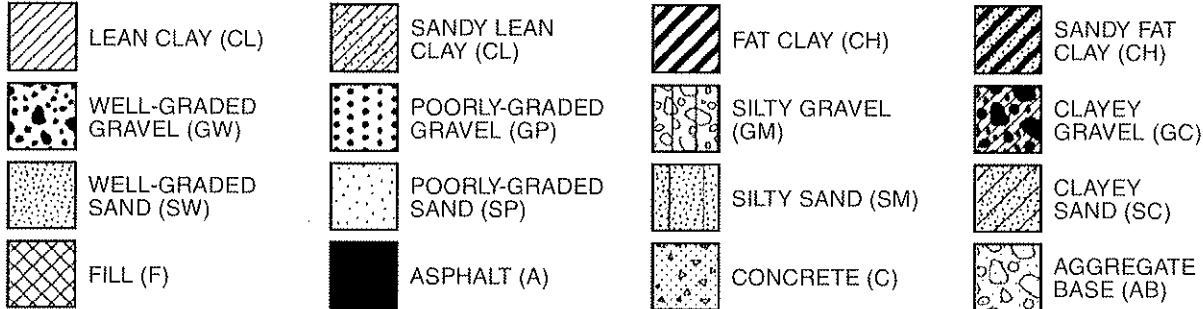 LEAN CLAY (CL)
SANDY LEAN
CLAY (CL)
FAT CLAY (CH)
SANDY FAT
CLAY (CH)
WELL-GRADED
GRAVEL (GW)
POORLY-GRADED
GRAVEL (GP)
SILTY GRAVEL
(GM)
CLAYEY
GRAVEL (GC)
WELL-GRADED
SAND (SW)
POORLY-GRADED
SAND (SP)
SILTY SAND (SM)
CLAYEY
SAND (SC)
FILL (F)
ASPHALT (A)
CONCRETE (C)
AGGREGATE
BASE (AB)